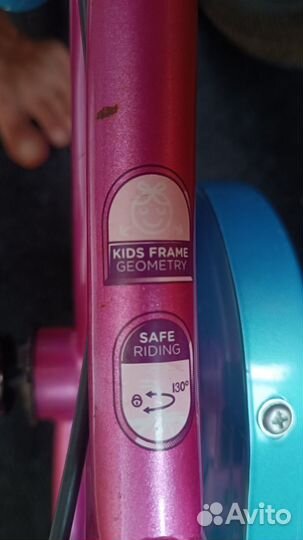 KIDS FRAME
GEOMETRY
SAFE
RIDING
130°
Avito